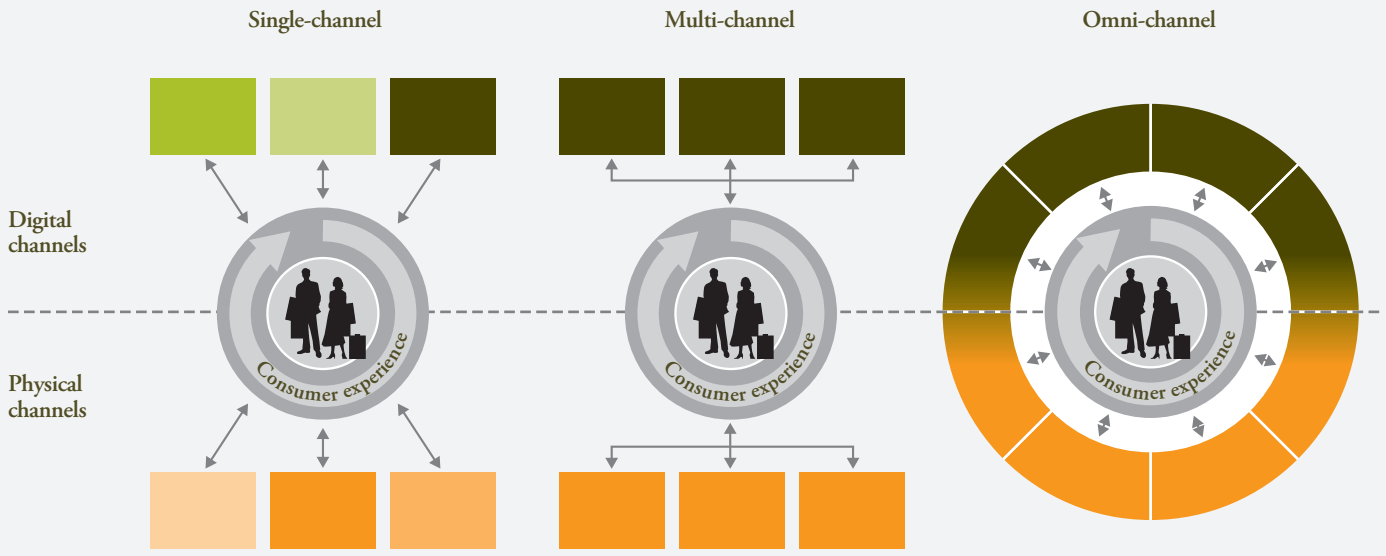 Single-channel
Multi-channel
Omni-channel
Digital
channels
Physical
channels
Consumer experience
Consumer experience
Consumer experience